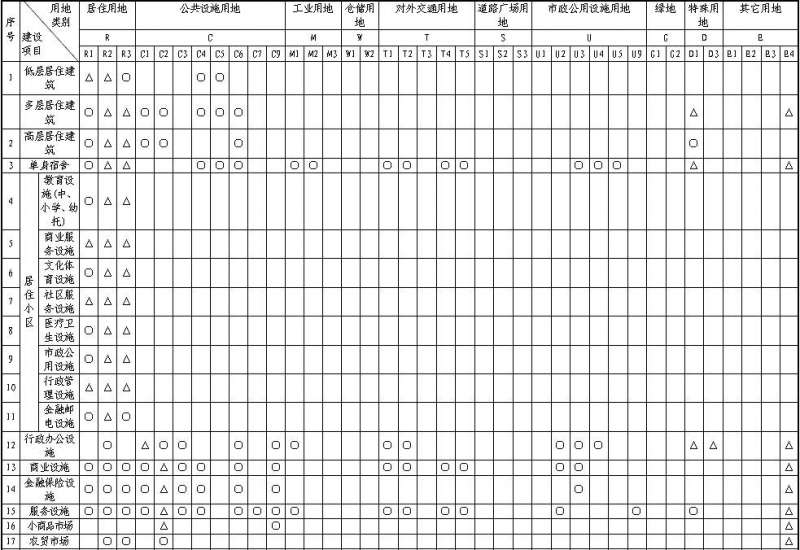 序号 用地类别 居住用地 公共设施用地 工业用地 仓储用地 对外交通用地 道路广场用地 市政公用设施用地 绿地 特殊用地 其它用地
建设项目 R C M W T S U G D E
R1 R2 R3 C1 C2 C3 C4 C5 C6 C7 C9 M1 M2 M3 W1 W2 T1 T2 T3 T4 T5 S1 S2 S3 U1 U2 U3 U4 U5 U9 G1 G2 D1 D3 E1 E2 E3 E4
1 低层居住建筑 △ △ ○ ○ ○
多层居住建筑 ○ △ △ ○ ○ ○ ○ ○ △ △
2 高层居住建筑 ○ △ △ ○ ○ ○ ○
3 单身宿舍 ○ △ △ ○ ○ ○ ○ ○ ○ ○ ○ ○ ○ ○ ○ △ △
居住小区
4 教育设施(中、小学、幼托) ○ △ △
5 商业服务设施 △ △ △
6 文化体育设施 ○ △ △
7 社区服务设施 △ △ △
8 医疗卫生设施 ○ △ △
9 市政公用设施 ○ △ △
10 行政管理设施 △ △ △
11 金融邮电设施 ○ △ ○
12 行政办公设施 ○ △ ○ ○ ○ ○ ○ ○ ○ ○ ○ ○ △ △ △
13 商业设施 ○ ○ ○ ○ △ ○ ○ ○ ○ ○ ○ ○ ○ ○ ○ △
14 金融保险设施 ○ ○ ○ ○ △ ○ ○ ○ ○ ○ △
15 服务设施 ○ ○ ○ ○ △ ○ ○ ○ ○ ○ ○ ○ ○ ○ ○ ○ ○ ○ △
16 小商品市场 △ ○ △
17 农贸市场 ○ ○ ○ △